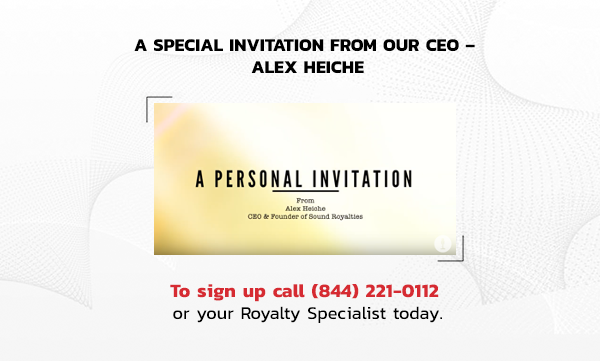 A SPECIAL INVITATION FROM OUR CEO –
ALEX HEICHE
A PERSONAL INVITATION
From
Alex Heiche
CEO & Founder of Sound Royalties
To sign up call (844) 221-0112
or your Royalty Specialist today.